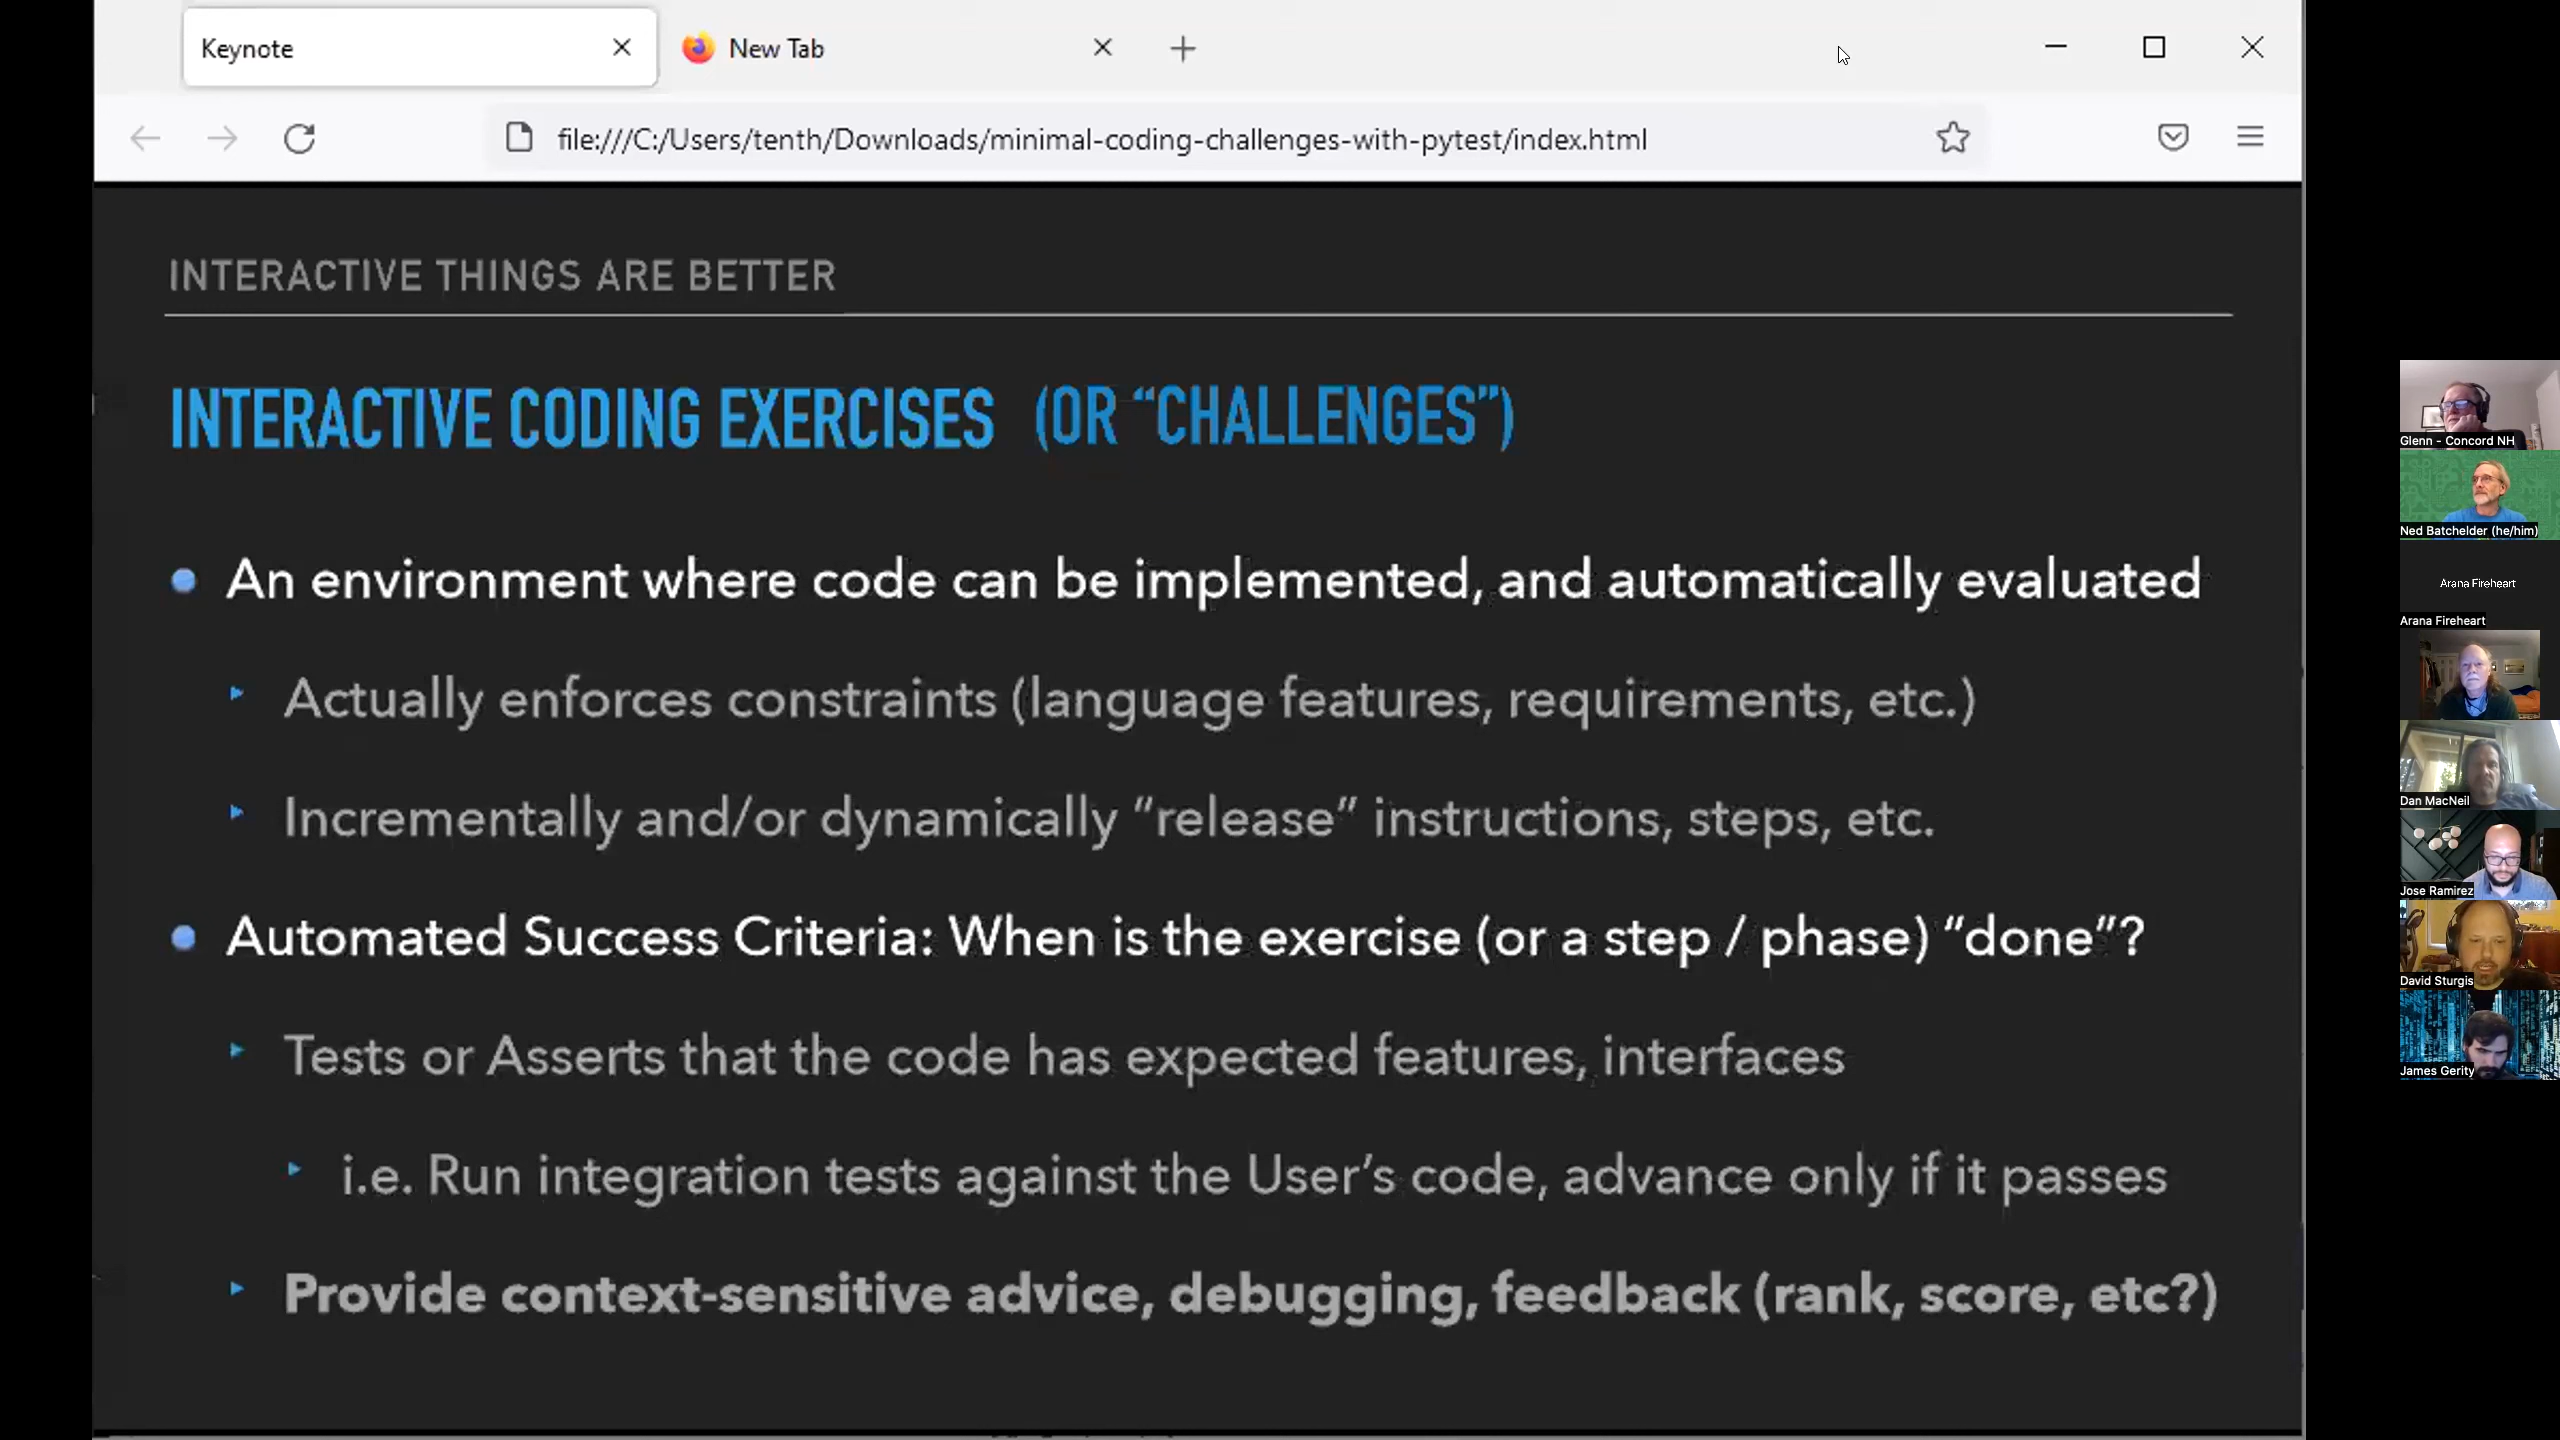 Keynote
New Tab
file:///C:/Users/tenth/Downloads/minimal-coding-challenges-with-pytest/index.html
INTERACTIVE THINGS ARE BETTER
INTERACTIVE CODING EXERCISES (OR “CHALLENGES”)
An environment where code can be implemented, and automatically evaluated
Actually enforces constraints (language features, requirements, etc.)
Incrementally and/or dynamically “release” instructions, steps, etc.
Automated Success Criteria: When is the exercise (or a step / phase) “done”?
Tests or Asserts that the code has expected features, interfaces
i.e. Run integration tests against the User’s code, advance only if it passes
Provide context-sensitive advice, debugging, feedback (rank, score, etc?)
Glenn - Concord NH
Ned Batchelder (he/him)
Arana Fireheart
Arana Fireheart
Dan MacNeil
Jose Ramirez
David Sturgis
James Gerity